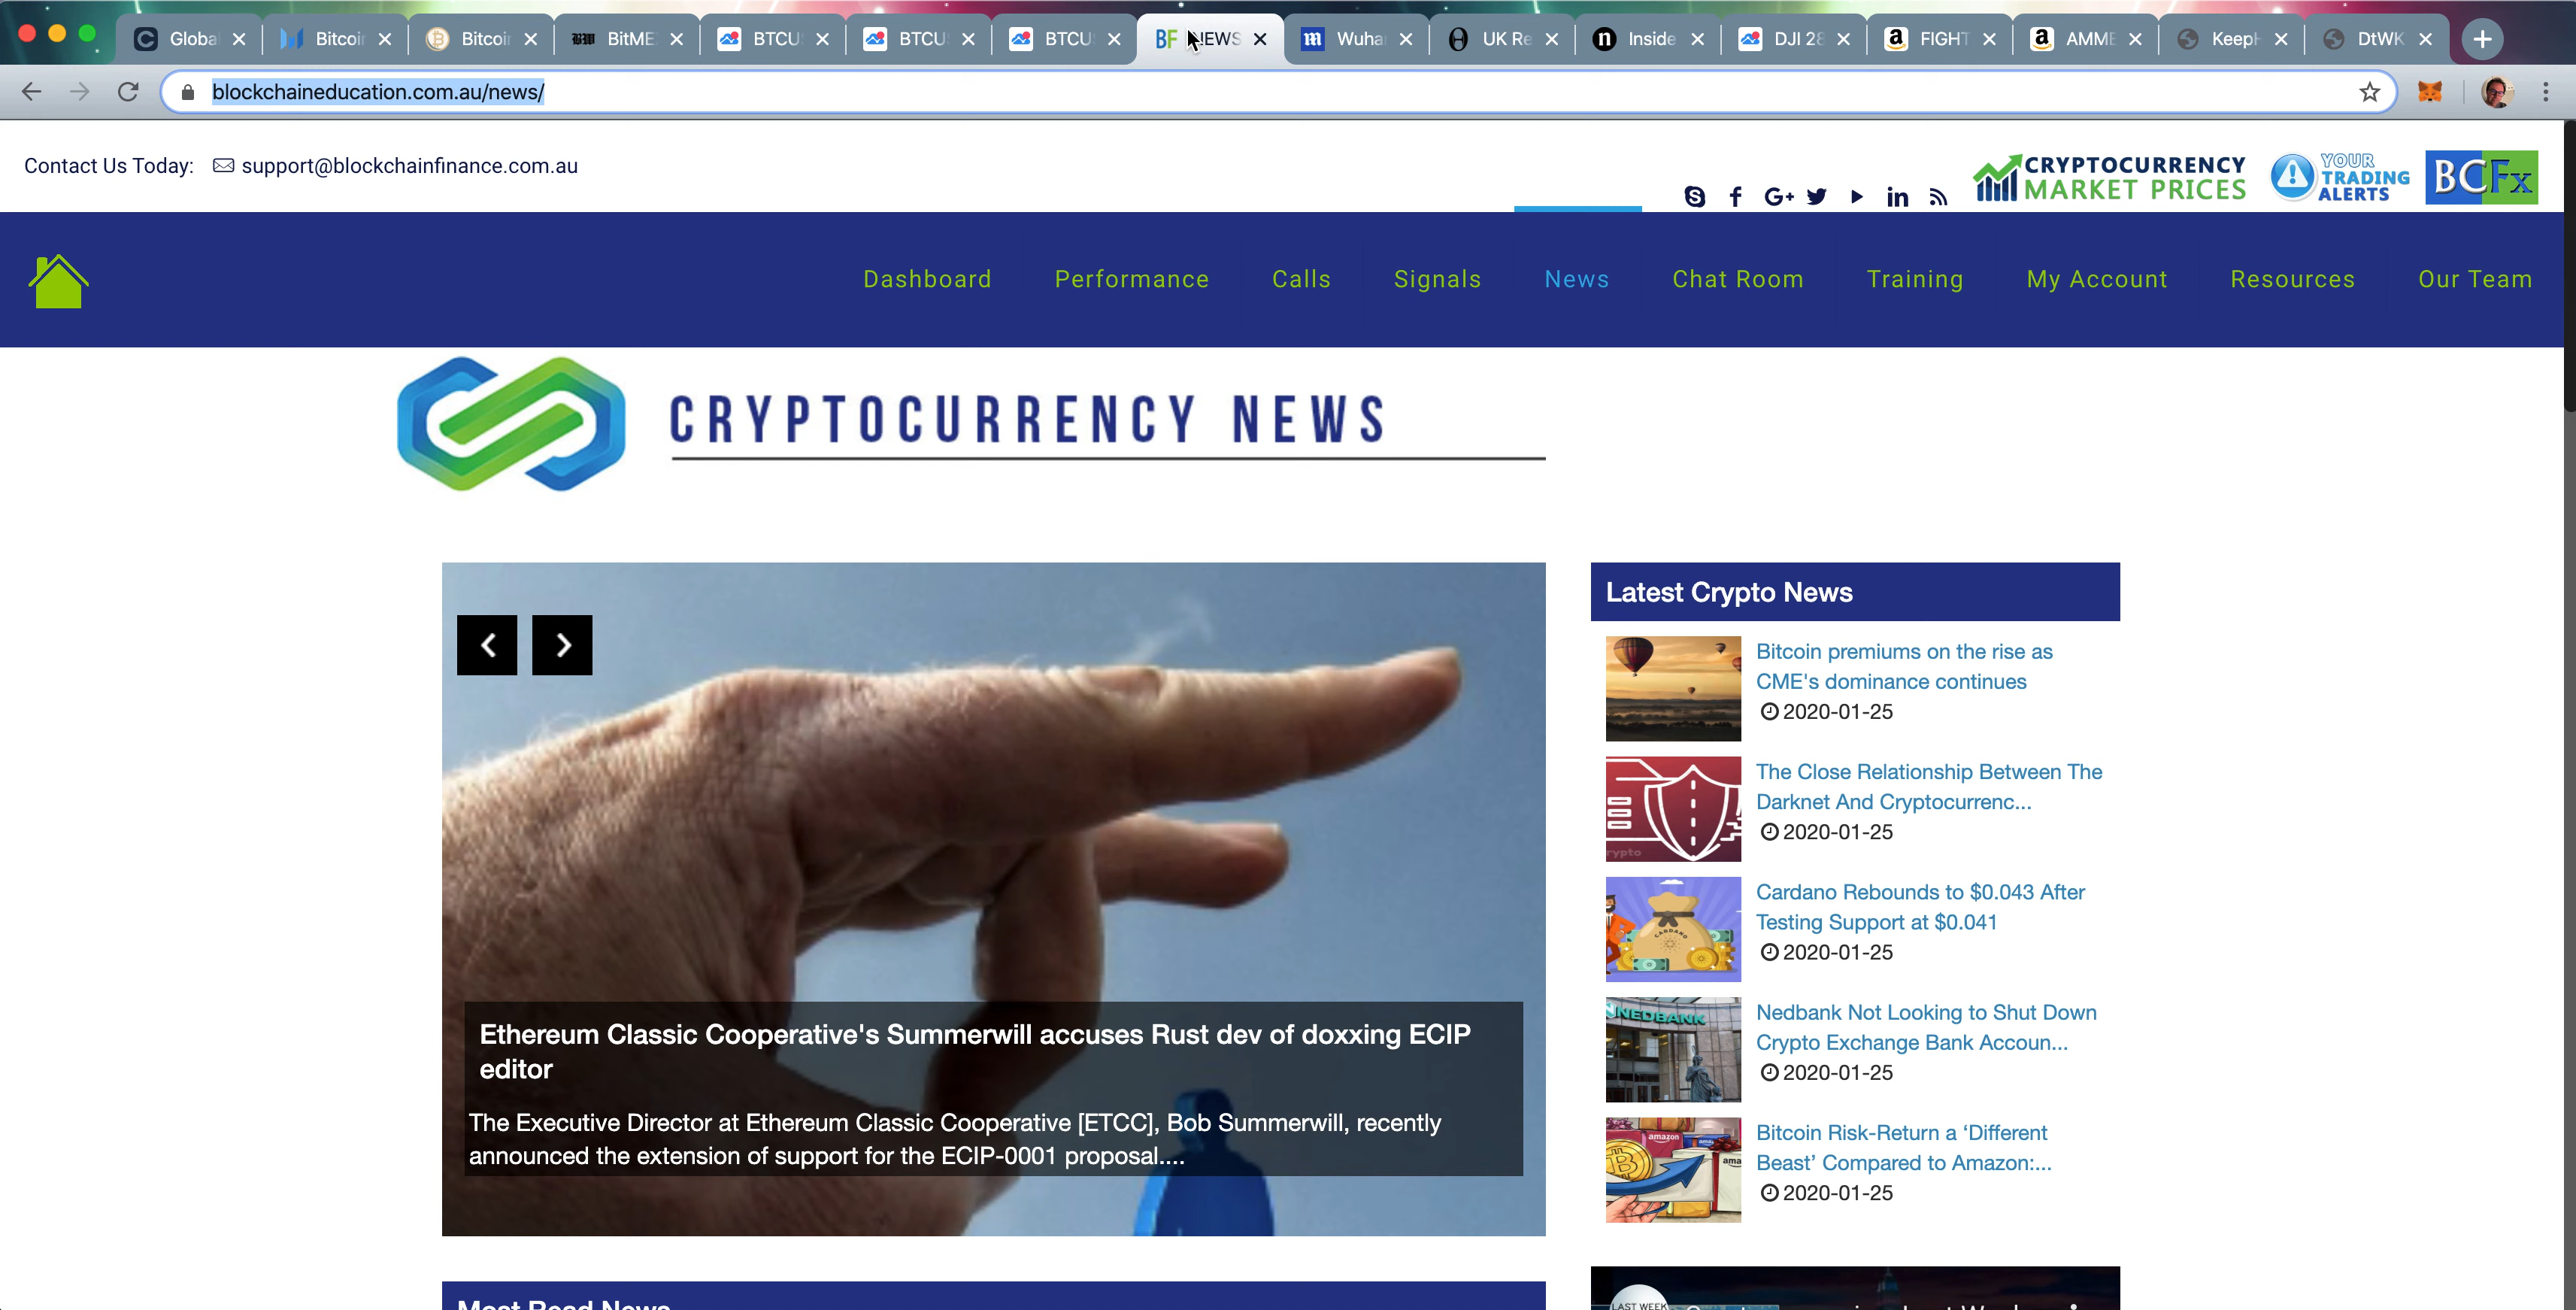 Globa
Bitcoi
Bitcoi
BitME
BTCU
BTCU
BTCU
BF NEWS
Wuha
UK Re
Inside
DJI 28
FIGHT
AMME
KeepH
DtWK
blockchaineducation.com.au/news/
Contact Us Today: support@blockchainfinance.com.au
CRYPTOCURRENCY
MARKET PRICES
YOUR
TRADING
ALERTS
BCFx
Dashboard Performance Calls Signals News Chat Room Training My Account Resources Our Team
CRYPTOCURRENCY NEWS
Ethereum Classic Cooperative's Summerwill accuses Rust dev of doxxing ECIP
editor
The Executive Director at Ethereum Classic Cooperative [ETCC], Bob Summerwill, recently
announced the extension of support for the ECIP-0001 proposal....
Most Read News
Latest Crypto News
Bitcoin premiums on the rise as
CME's dominance continues
2020-01-25
The Close Relationship Between The
Darknet And Cryptocurrenc...
2020-01-25
Cardano Rebounds to $0.043 After
Testing Support at $0.041
2020-01-25
NEDBANK
Nedbank Not Looking to Shut Down
Crypto Exchange Bank Accoun...
2020-01-25
amazon
Bitcoin Risk-Return a ‘Different
Beast’ Compared to Amazon:...
2020-01-25
LAST WEEK